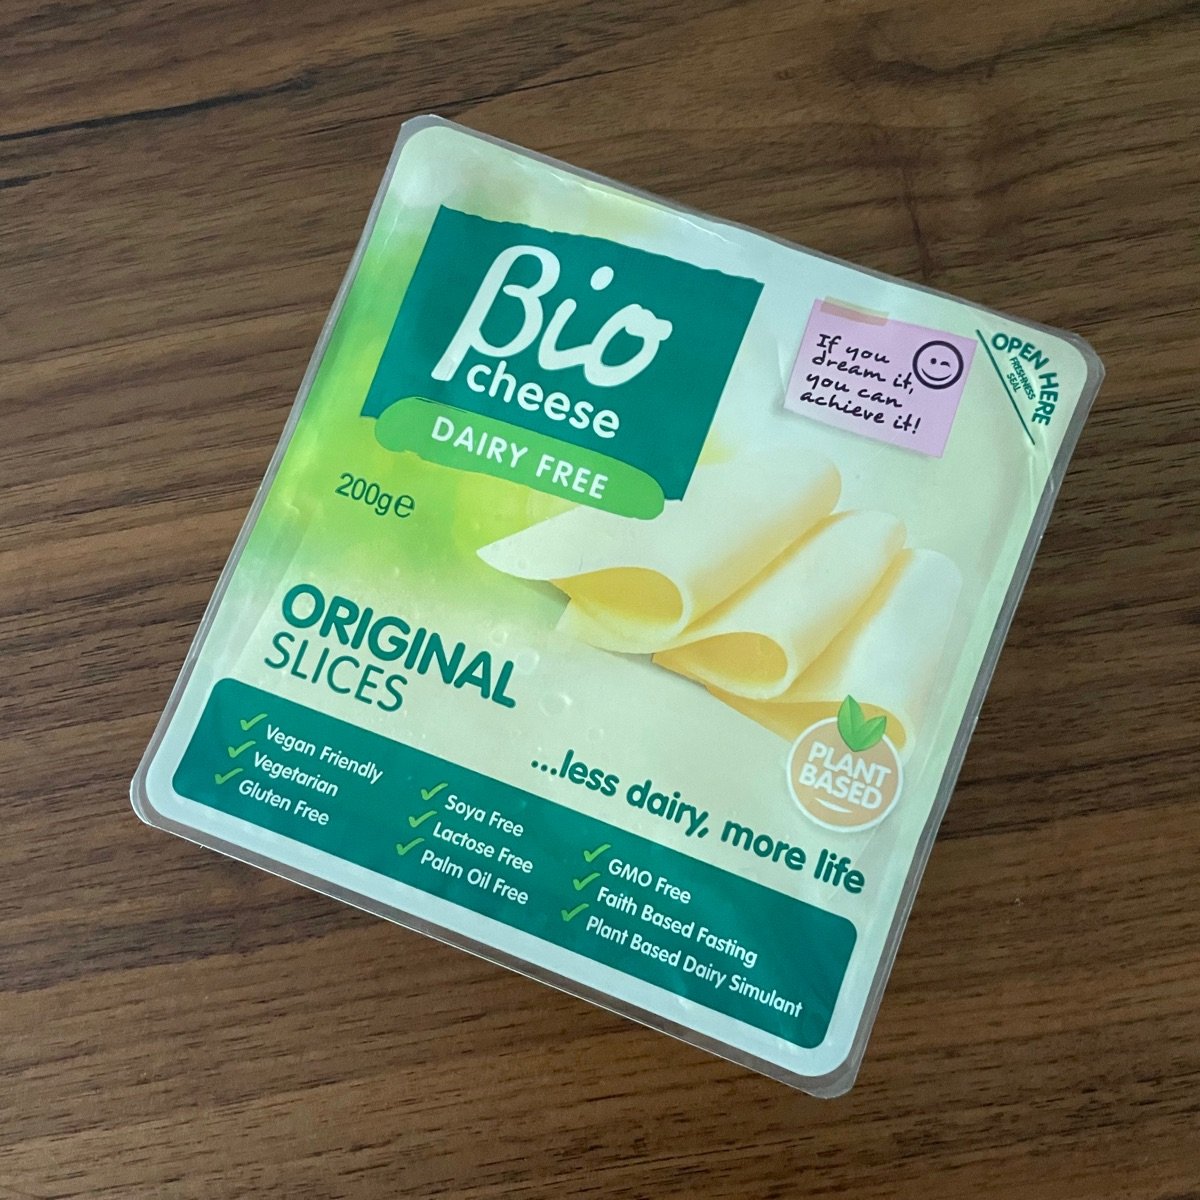 Bio
cheese
DAIRY FREE
200g℮
If you
dream it,
you can
achieve it!
OPEN HERE
FRESHNESS
SEAL
ORIGINAL
SLICES
...less dairy, more life
PLANT
BASED
Vegan Friendly
Vegetarian
Gluten Free
Soya Free
Lactose Free
Palm Oil Free
GMO Free
Faith Based Fasting
Plant Based Dairy Simulant